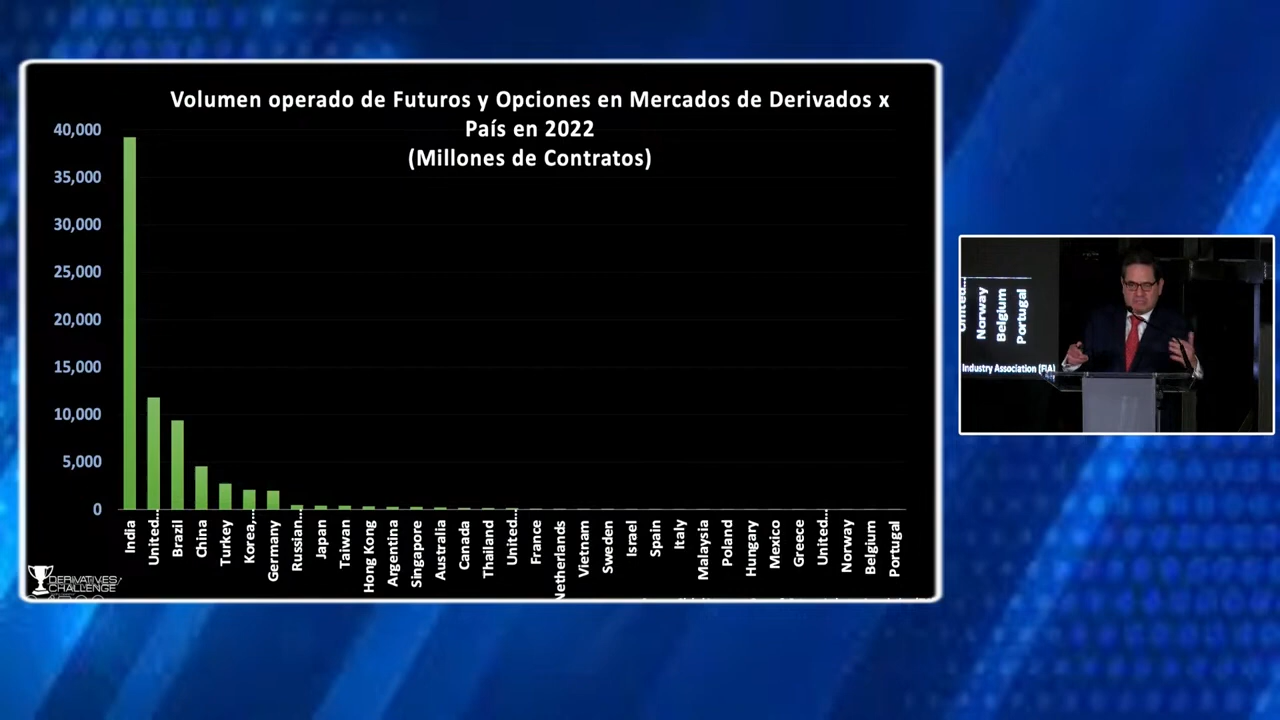 Volumen operado de Futuros y Opciones en Mercados de Derivados x
País en 2022
(Millones de Contratos)
40,000
35,000
30,000
25,000
20,000
15,000
10,000
5,000
0
India
United...
Brazil
China
Turkey
Korea,...
Germany
Russian...
Japan
Taiwan
Hong Kong
Argentina
Singapore
Australia
Canada
Thailand
United...
France
Netherlands
Vietnam
Sweden
Israel
Spain
Italy
Malaysia
Poland
Hungary
Mexico
Greece
United...
Norway
Belgium
Portugal
DERIVATIVES/
CHALLENGE
United...
Norway
Belgium
Portugal
Industry Association (FIA)